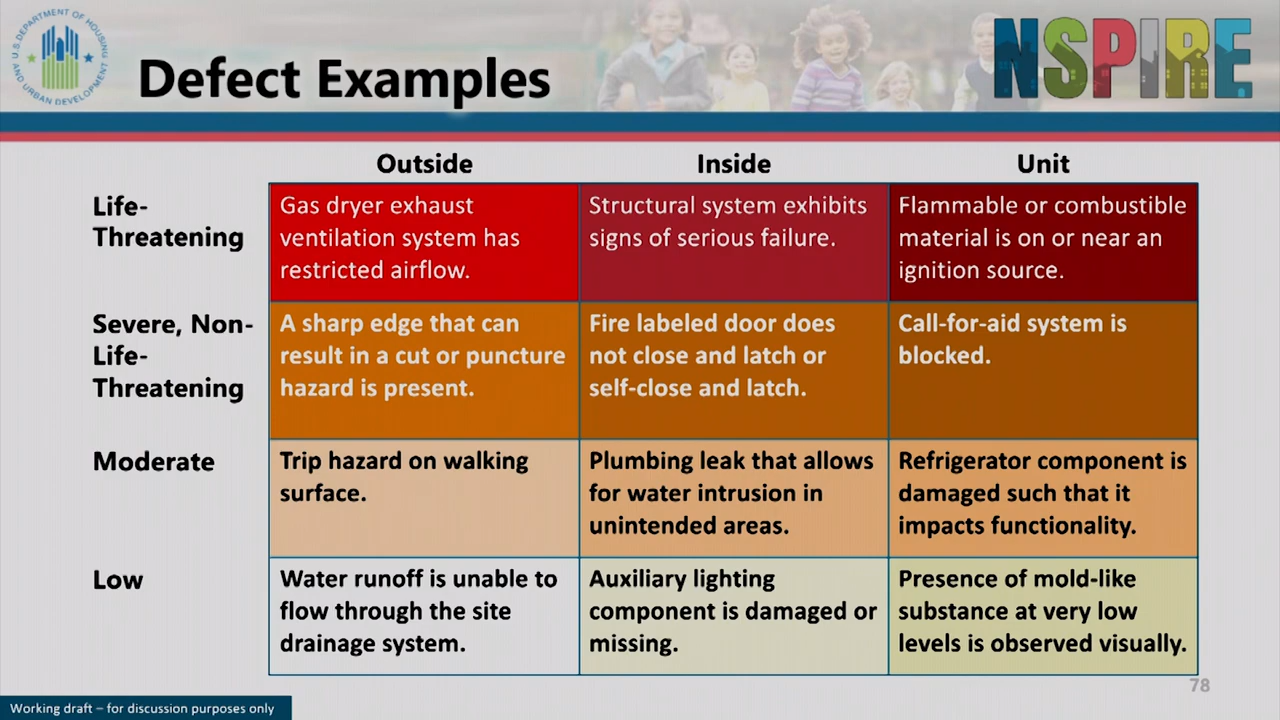 U.S. DEPARTMENT OF HOUSING AND URBAN DEVELOPMENT
Defect Examples
NSPIRE
Outside
Inside
Unit
Life-
Threatening
Gas dryer exhaust
ventilation system has
restricted airflow.
Structural system exhibits
signs of serious failure.
Flammable or combustible
material is on or near an
ignition source.
Severe, Non-
Life-
Threatening
A sharp edge that can
result in a cut or puncture
hazard is present.
Fire labeled door does
not close and latch or
self-close and latch.
Call-for-aid system is
blocked.
Moderate
Trip hazard on walking
surface.
Plumbing leak that allows
for water intrusion in
unintended areas.
Refrigerator component is
damaged such that it
impacts functionality.
Low
Water runoff is unable to
flow through the site
drainage system.
Auxiliary lighting
component is damaged or
missing.
Presence of mold-like
substance at very low
levels is observed visually.
78
Working draft – for discussion purposes only